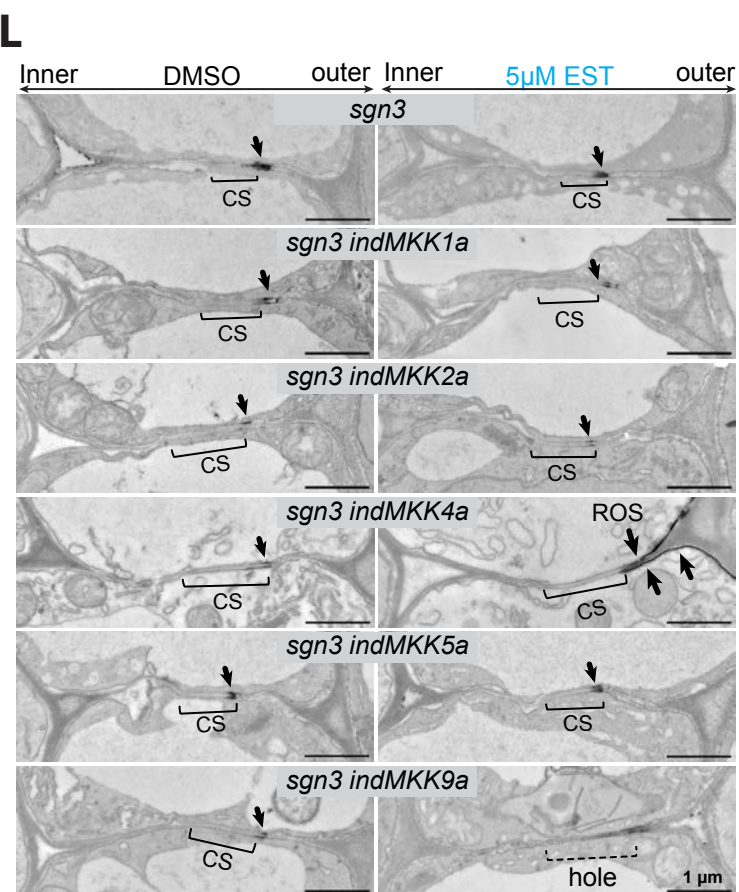 L
Inner DMSO outer Inner 5µM EST outer
sgn3
CS CS
sgn3 indMKK1a
CS CS
sgn3 indMKK2a
CS CS
sgn3 indMKK4a
ROS
CS CS
sgn3 indMKK5a
CS CS
sgn3 indMKK9a
CS hole 1 µm